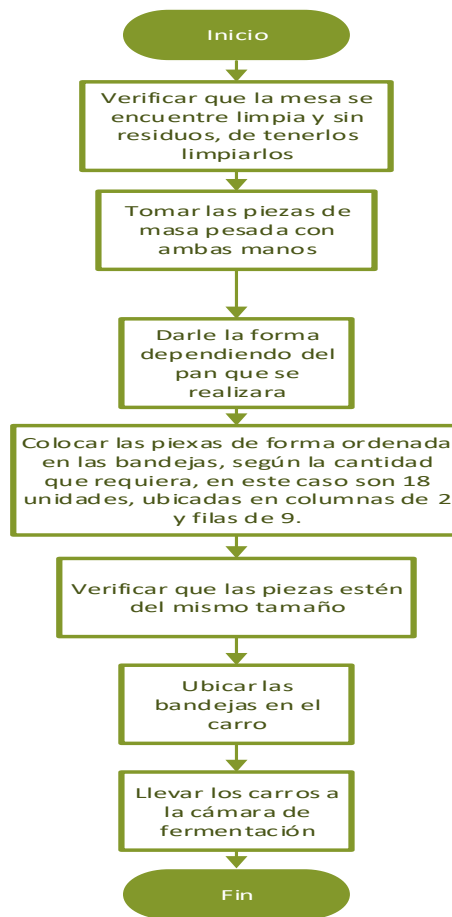 Inicio
Verificar que la mesa se
encuentre limpia y sin
residuos, de tenerlos
limpiarlos
Tomar las piezas de
masa pesada con
ambas manos
Darle la forma
dependiendo del
pan que se
realizara
Colocar las piexas de forma ordenada
en las bandejas, según la cantidad
que requiera, en este caso son 18
unidades, ubicadas en columnas de 2
y filas de 9.
Verificar que las piezas estén
del mismo tamaño
Ubicar las
bandejas en el
carro
Llevar los carros a
la cámara de
fermentación
Fin